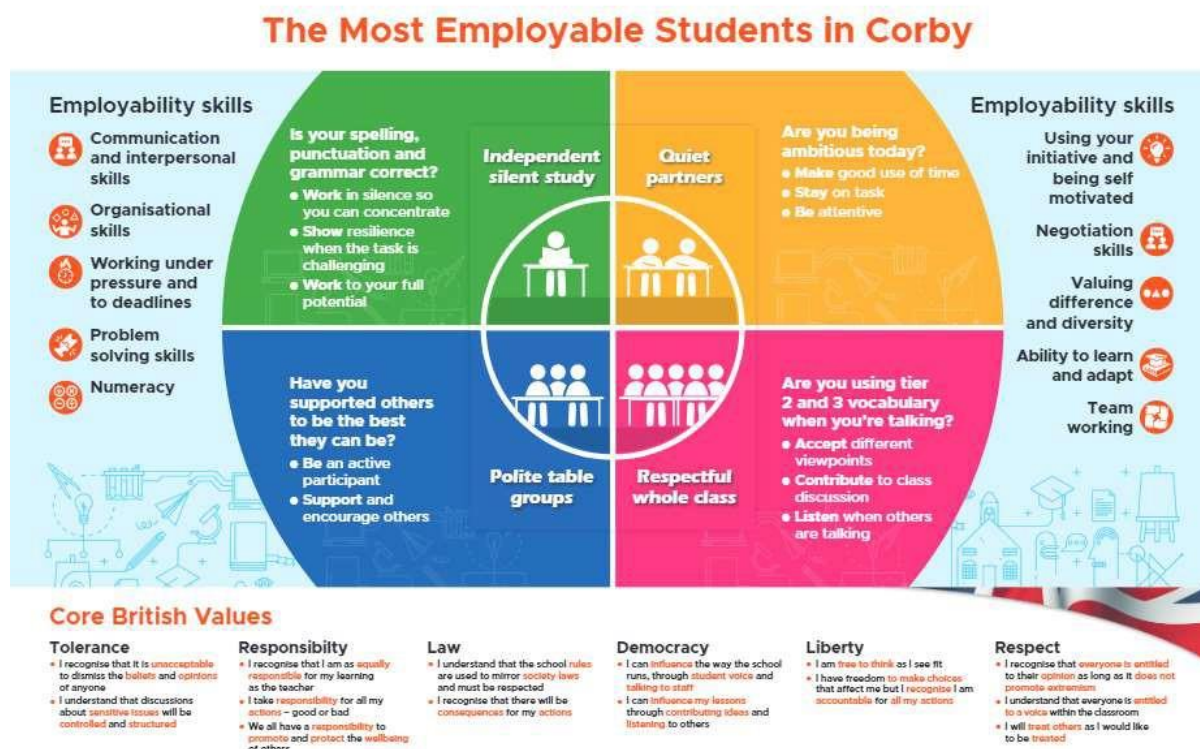 The Most Employable Students in Corby
Employability skills
Communication
and interpersonal
skills
Organisational
skills
Working under
pressure and
to deadlines
Problem
solving skills
Numeracy
Is your spelling,
punctuation and
grammar correct?
• Work in silence so
you can concentrate
• Show resilience
when the task is
challenging
• Work to your full
potential
Independent
silent study
Quiet
partners
Are you being
ambitious today?
• Make good use of time
• Stay on task
• Be attentive
Have you
supported others
to be the best
they can be?
• Be an active
participant
• Support and
encourage others
Polite table
groups
Respectful
whole class
Are you using tier
2 and 3 vocabulary
when you're talking?
• Accept different
viewpoints
• Contribute to class
discussion
• Listen when others
are talking
Employability skills
Using your
initiative and
being self
motivated
Negotiation
skills
Valuing
difference
and diversity
Ability to learn
and adapt
Team
working
Core British Values
Tolerance
• I recognise that it is unacceptable
to dismiss the beliefs and opinions
of anyone
• I understand that discussions
about sensitive issues will be
controlled and structured
Responsibilty
• I recognise that I am as equally
responsible for my learning
as the teacher
• I take responsibility for all my
actions – good or bad
• We all have a responsibility to
promote and protect the wellbeing
of others
Law
• I understand that the school rules
are used to mirror society laws
and must be respected
• I recognise that there will be
consequences for my actions
Democracy
• I can influence the way the school
runs, through student voice and
talking to staff
• I can influence my lessons
through contributing ideas and
listening to others
Liberty
• I am free to think as I see fit
• I have freedom to make choices
that affect me but I recognise I am
accountable for all my actions
Respect
• I recognise that everyone is entitled
to their opinion as long as it does not
promote extremism
• I understand that everyone is entitled
to a voice within the classroom
• I will treat others as I would like
to be treated